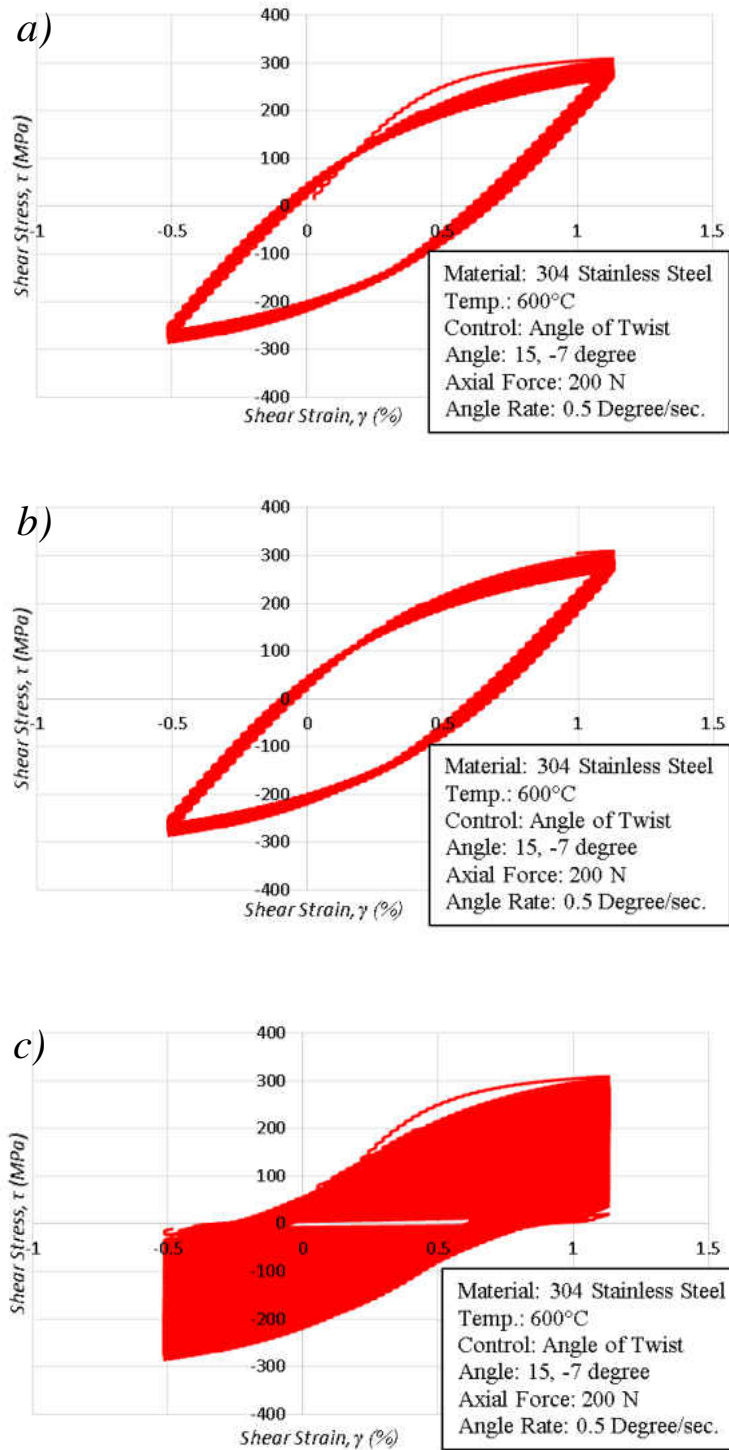 a)
400
300
200
100
0
-100
-200
-300
-400
-1
-0.5
0
0.5
1
1.5
Shear Stress, τ (MPa)
Shear Strain, γ (%)
Material: 304 Stainless Steel
Temp.: 600°C
Control: Angle of Twist
Angle: 15, -7 degree
Axial Force: 200 N
Angle Rate: 0.5 Degree/sec.
b)
400
300
200
100
0
-100
-200
-300
-400
-1
-0.5
0
0.5
1
1.5
Shear Stress, τ (MPa)
Shear Strain, γ (%)
Material: 304 Stainless Steel
Temp.: 600°C
Control: Angle of Twist
Angle: 15, -7 degree
Axial Force: 200 N
Angle Rate: 0.5 Degree/sec.
c)
400
300
200
100
0
-100
-200
-300
-400
-1
-0.5
0
0.5
1
1.5
Shear Stress, τ (MPa)
Shear Strain, γ (%)
Material: 304 Stainless Steel
Temp.: 600°C
Control: Angle of Twist
Angle: 15, -7 degree
Axial Force: 200 N
Angle Rate: 0.5 Degree/sec.